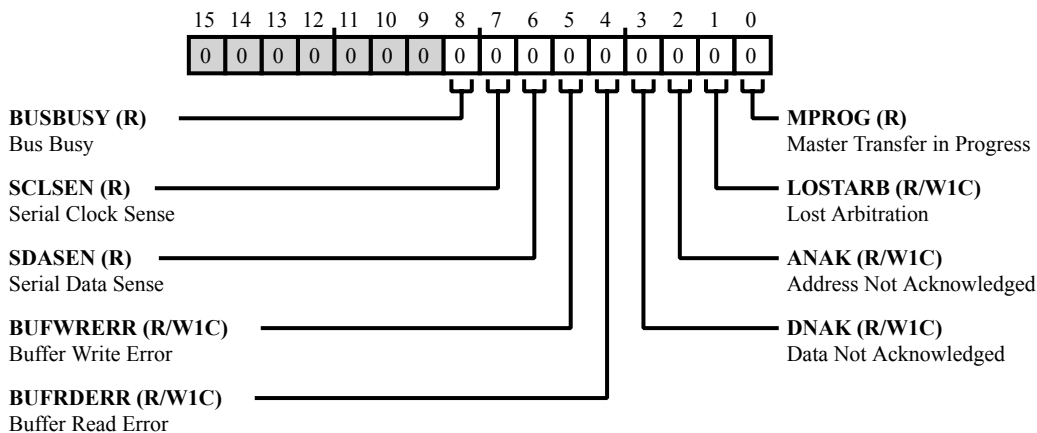 15 14 13 12 11 10 9 8 7 6 5 4 3 2 1 0
0 0 0 0 0 0 0 0 0 0 0 0 0 0 0 0
BUSBUSY (R)
Bus Busy
SCLSEN (R)
Serial Clock Sense
SDASEN (R)
Serial Data Sense
BUFWRERR (R/W1C)
Buffer Write Error
BUFRDERR (R/W1C)
Buffer Read Error
MPROG (R)
Master Transfer in Progress
LOSTARB (R/W1C)
Lost Arbitration
ANAK (R/W1C)
Address Not Acknowledged
DNAK (R/W1C)
Data Not Acknowledged